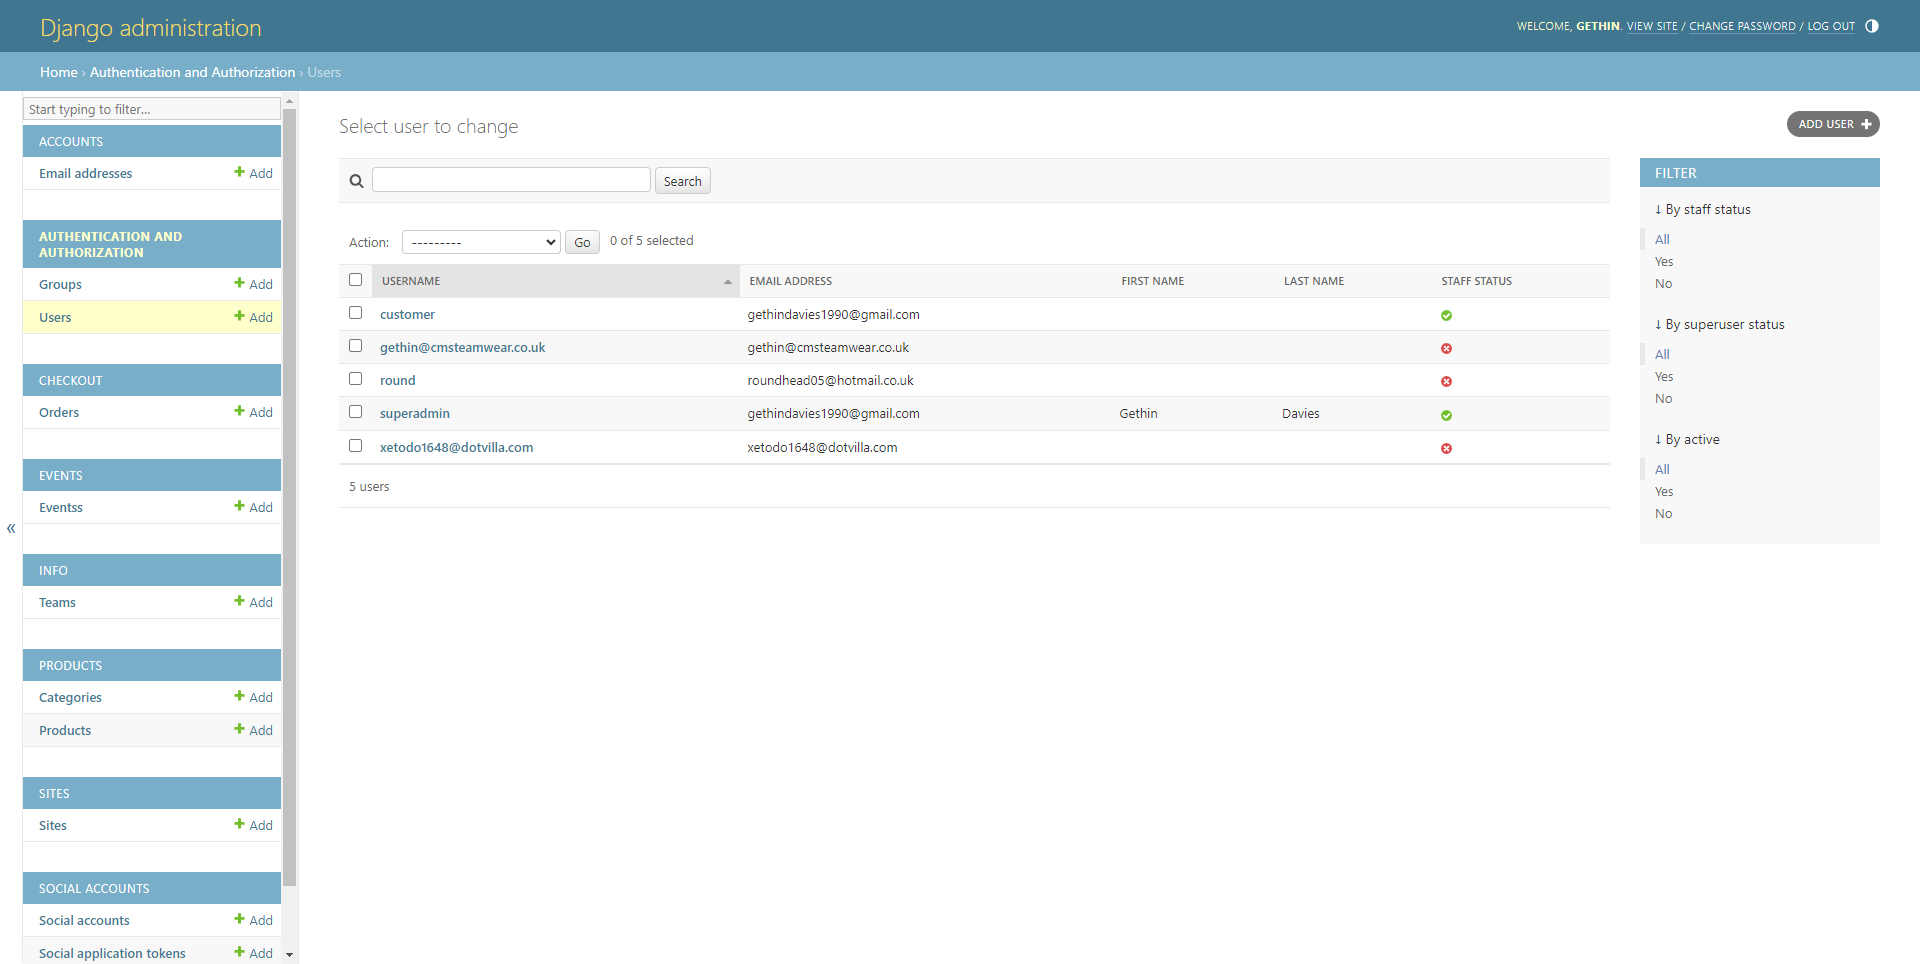 Django administration
WELCOME, GETHIN. VIEW SITE / CHANGE PASSWORD / LOG OUT
Home › Authentication and Authorization › Users
Start typing to filter...
ACCOUNTS
Email addresses + Add
AUTHENTICATION AND
AUTHORIZATION
Groups + Add
Users + Add
CHECKOUT
Orders + Add
EVENTS
Eventss + Add
INFO
Teams + Add
PRODUCTS
Categories + Add
Products + Add
SITES
Sites + Add
SOCIAL ACCOUNTS
Social accounts + Add
Social application tokens + Add
«
Select user to change
ADD USER +
Search
Action: --------- Go 0 of 5 selected
USERNAME EMAIL ADDRESS FIRST NAME LAST NAME STAFF STATUS
customer gethindavies1990@gmail.com
gethin@cmsteamwear.co.uk gethin@cmsteamwear.co.uk
round roundhead05@hotmail.co.uk
superadmin gethindavies1990@gmail.com Gethin Davies
xetodo1648@dotvilla.com xetodo1648@dotvilla.com
5 users
FILTER
↓ By staff status
All
Yes
No
↓ By superuser status
All
Yes
No
↓ By active
All
Yes
No